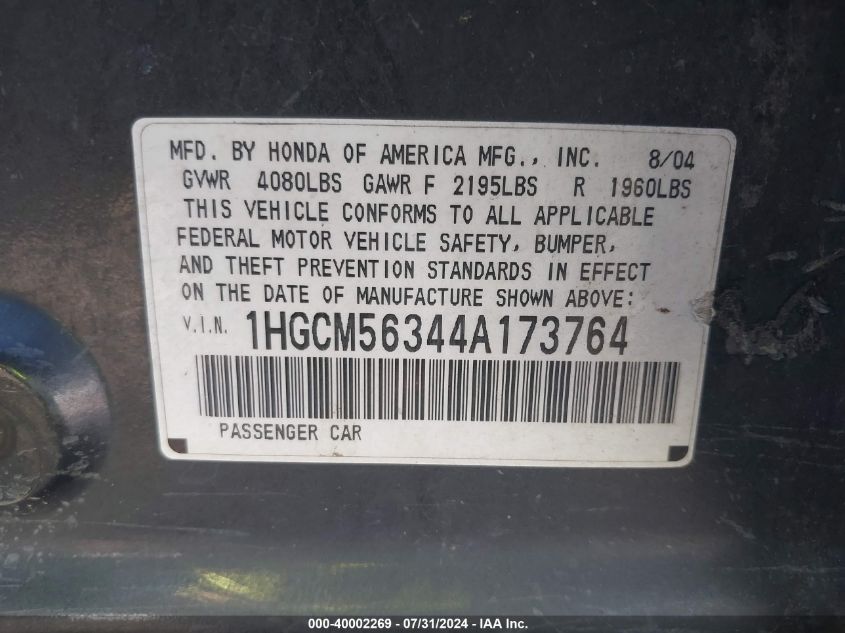 MFD. BY HONDA OF AMERICA MFG., INC. 8/04
GVWR 4080LBS GAWR F 2195LBS R 1960LBS
THIS VEHICLE CONFORMS TO ALL APPLICABLE
FEDERAL MOTOR VEHICLE SAFETY, BUMPER,
AND THEFT PREVENTION STANDARDS IN EFFECT
ON THE DATE OF MANUFACTURE SHOWN ABOVE:
V.I.N. 1HGCM56344A173764
PASSENGER CAR
000-40002269 - 07/31/2024 - IAA Inc.